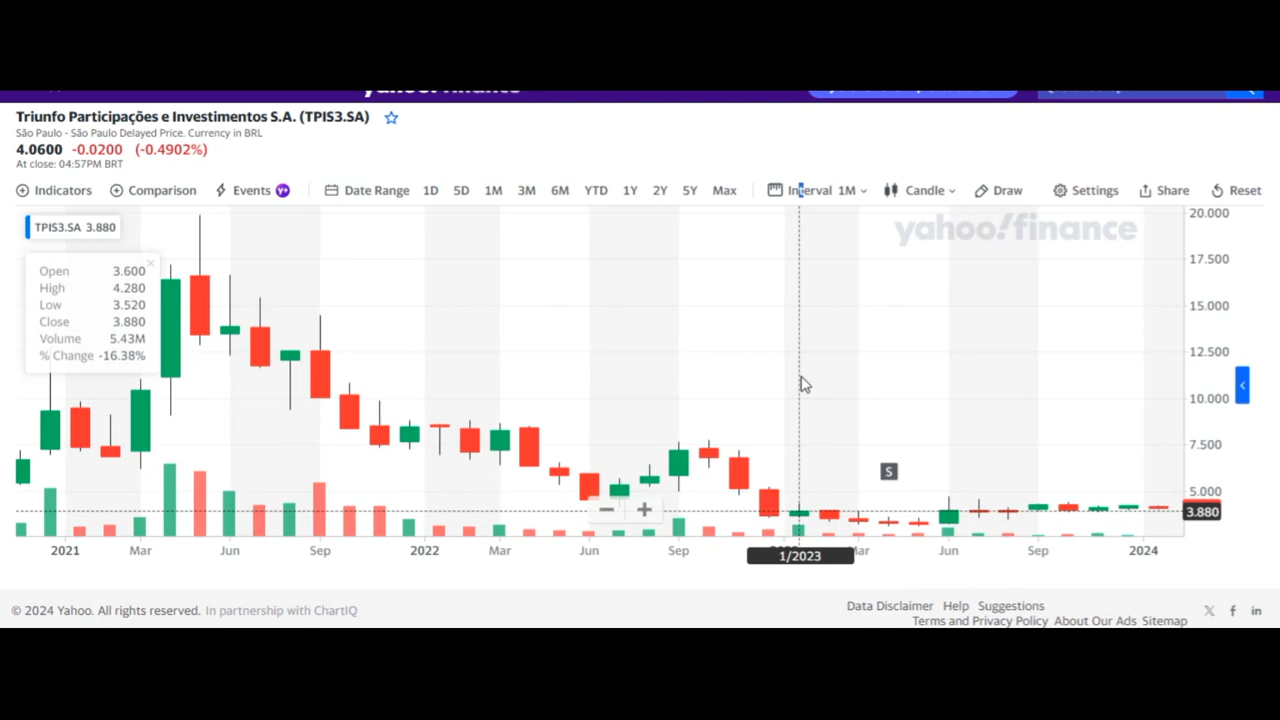 yahoo! finance
Triunfo Participações e Investimentos S.A. (TPIS3.SA)
São Paulo - São Paulo Delayed Price. Currency in BRL
4.0600 -0.0200 (-0.4902%)
At close: 04:57PM BRT
Indicators Comparison Events Y+ Date Range 1D 5D 1M 3M 6M YTD 1Y 2Y 5Y Max Interval 1M Candle Draw Settings Share Reset
TPIS3.SA 3.880
yahoo!finance
Open 3.600
High 4.280
Low 3.520
Close 3.880
Volume 5.43M
% Change -16.38%
20.000
17.500
15.000
12.500
10.000
7.500
5.000
3.880
S
2021 Mar Jun Sep 2022 Mar Jun Sep Mar Jun Sep 2024
1/2023
© 2024 Yahoo. All rights reserved. In partnership with ChartIQ
Data Disclaimer Help Suggestions
Terms and Privacy Policy About Our Ads Sitemap